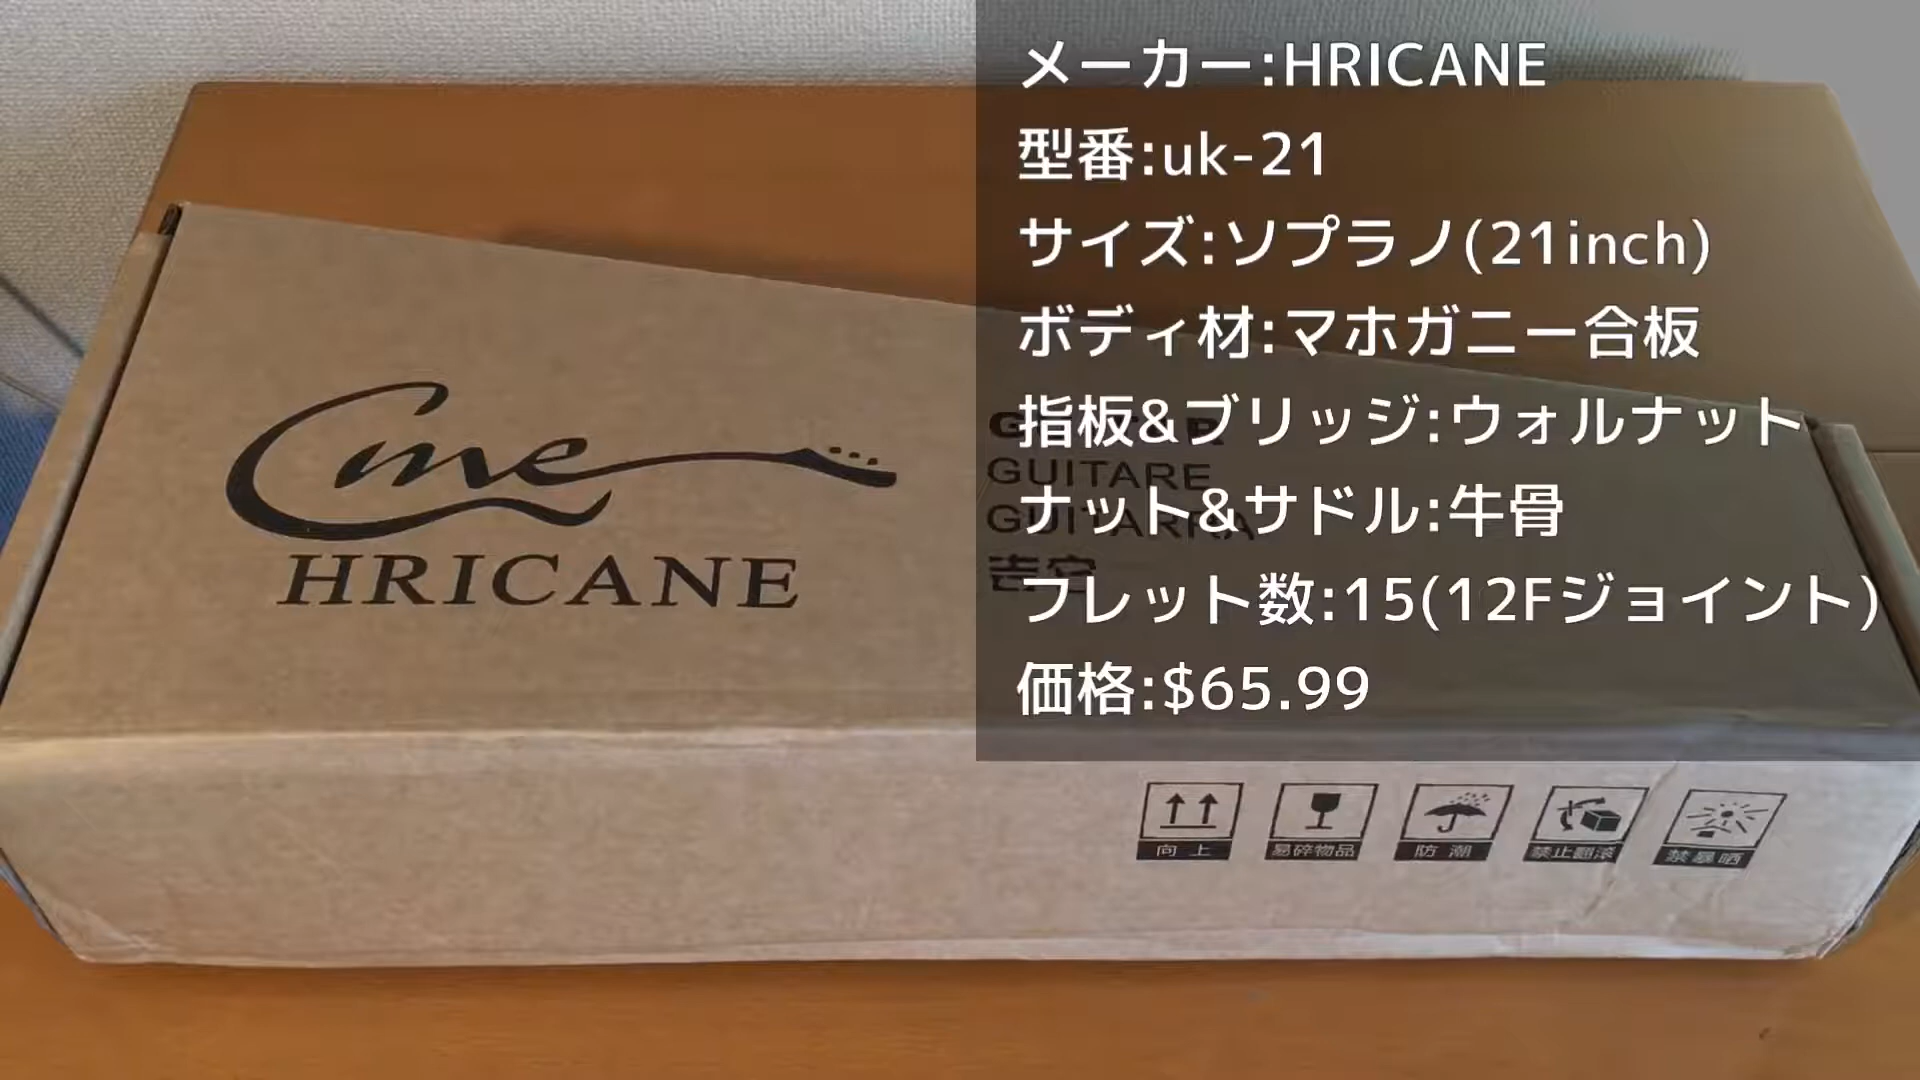 メーカー:HRICANE
型番:uk-21
サイズ:ソプラノ(21inch)
ボディ材:マホガニー合板
指板&ブリッジ:ウォルナット
ナット&サドル:牛骨
フレット数:15(12Fジョイント)
価格:$65.99
Cme
HRICANE
GUITARE
GUITARRA
向上
易碎物品
防潮
禁止翻滚
禁暴晒